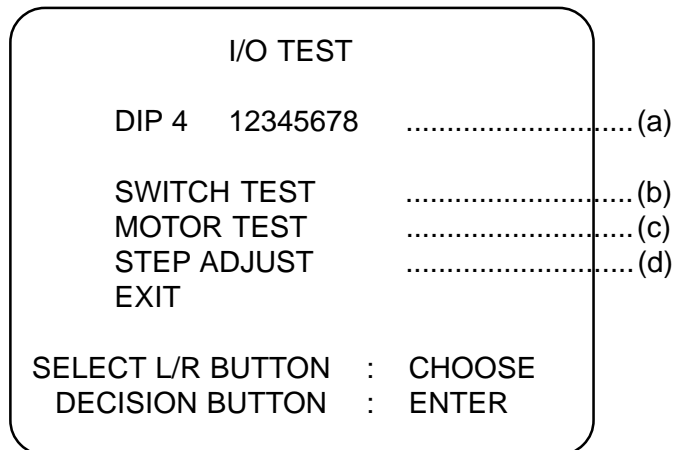 I/O TEST
DIP 4 12345678 ............................(a)
SWITCH TEST ............................(b)
MOTOR TEST ............................(c)
STEP ADJUST ............................(d)
EXIT
SELECT L/R BUTTON : CHOOSE
DECISION BUTTON : ENTER